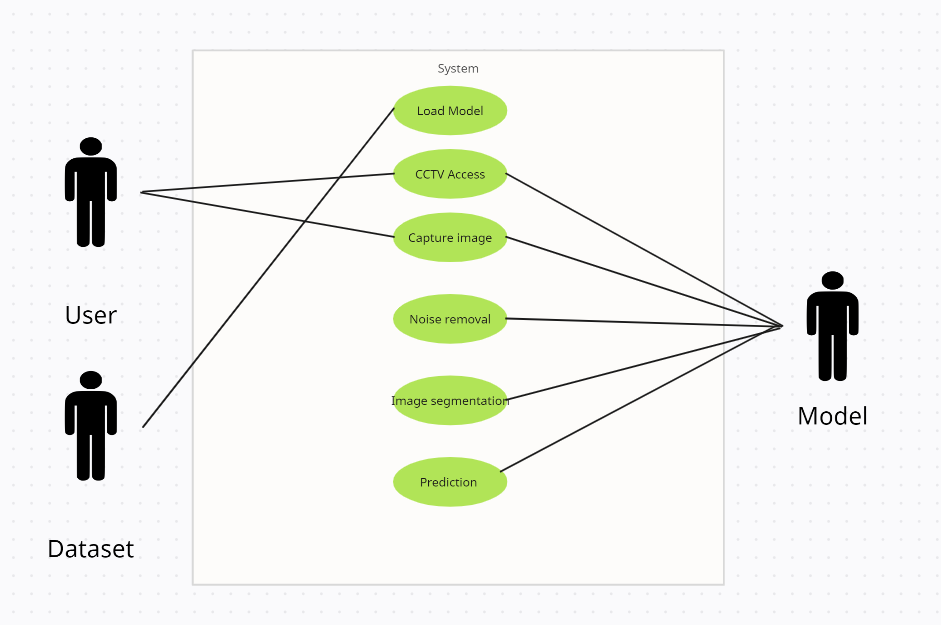 System
Load Model
CCTV Access
Capture image
Noise removal
Image segmentation
Prediction
User
Dataset
Model